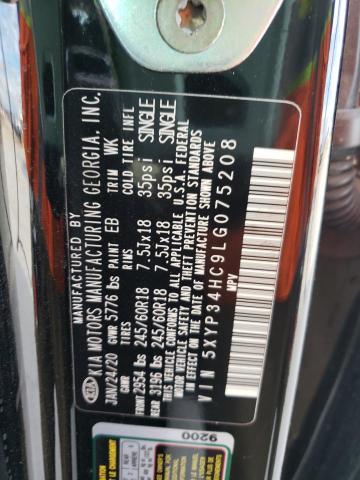 MANUFACTURED BY
KIA KIA MOTORS MANUFACTURING GEORGIA, INC.
JAN/24/20 GVWR 5776 lbs PAINT EB TRIM WK
GAWR TIRES RIMS COLD TIRE INFL
FRONT 2954 lbs 245/60R18 7.5JX18 35psi SINGLE
REAR 3196 lbs 245/60R18 7.5JX18 35psi SINGLE
THIS VEHICLE CONFORMS TO ALL APPLICABLE U.S.A. FEDERAL
MOTOR VEHICLE SAFETY AND THEFT PREVENTION STANDARDS
IN EFFECT ON THE DATE OF MANUFACTURE SHOWN ABOVE
VIN 5XYP34HC9LG075208
MPV
9200